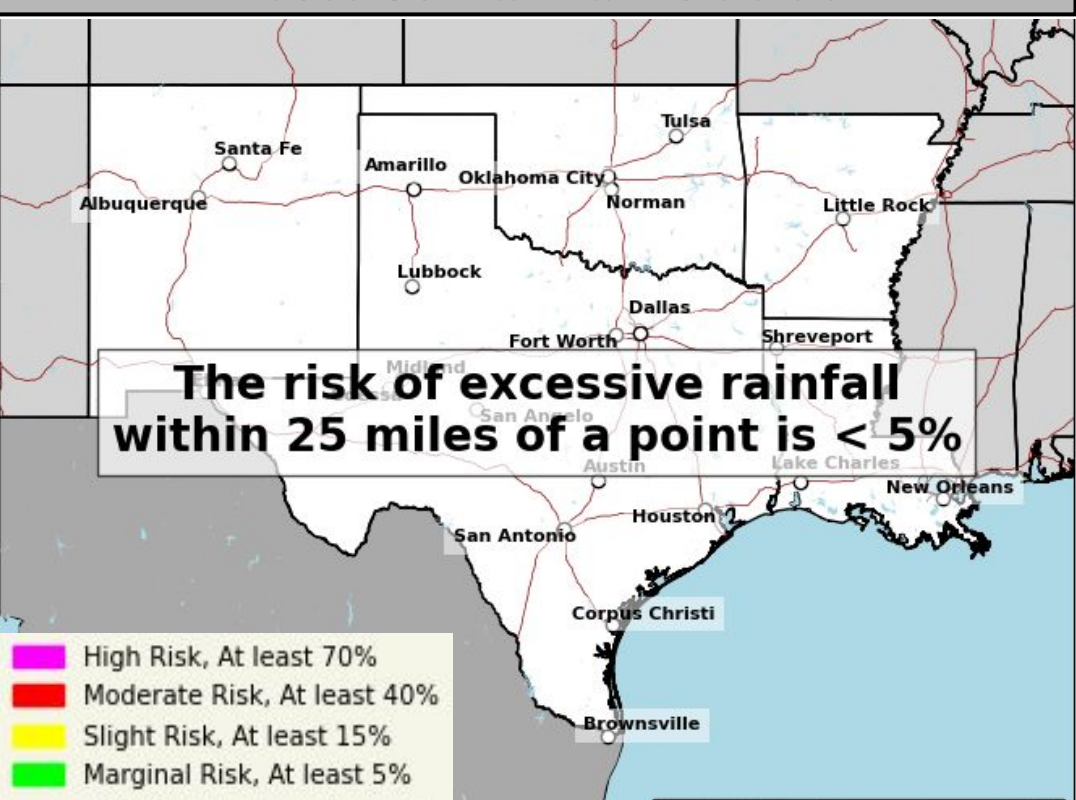 Tulsa
Santa Fe
Amarillo
Oklahoma City
Albuquerque
Norman
Little Rock
Lubbock
Dallas
Fort Worth
Shreveport
Midland
The risk of excessive rainfall
San Angelo
within 25 miles of a point is < 5%
Austin
Lake Charles
New Orleans
Houston
San Antonio
Corpus Christi
High Risk, At least 70%
Moderate Risk, At least 40%
Slight Risk, At least 15%
Brownsville
Marginal Risk, At least 5%